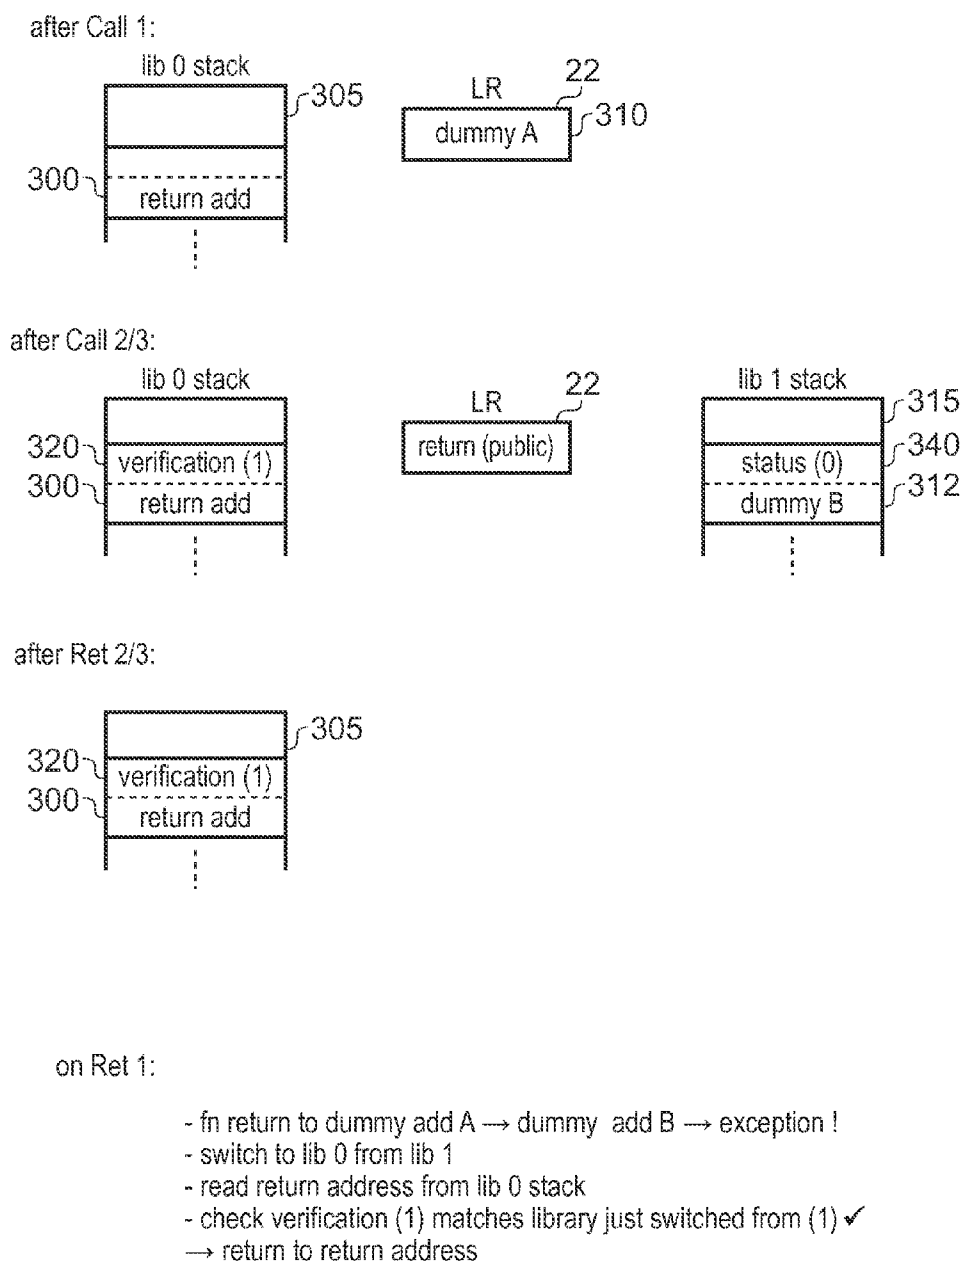 after Call 1:
lib 0 stack
305
LR
22
dummy A
310
300
return add
after Call 2/3:
lib 0 stack
320
verification (1)
300
return add
LR
22
return (public)
lib 1 stack
315
status (0)
340
dummy B
312
after Ret 2/3:
305
320
verification (1)
300
return add
on Ret 1:
- fn return to dummy add A → dummy add B → exception !
- switch to lib 0 from lib 1
- read return address from lib 0 stack
- check verification (1) matches library just switched from (1) ✓
→ return to return address